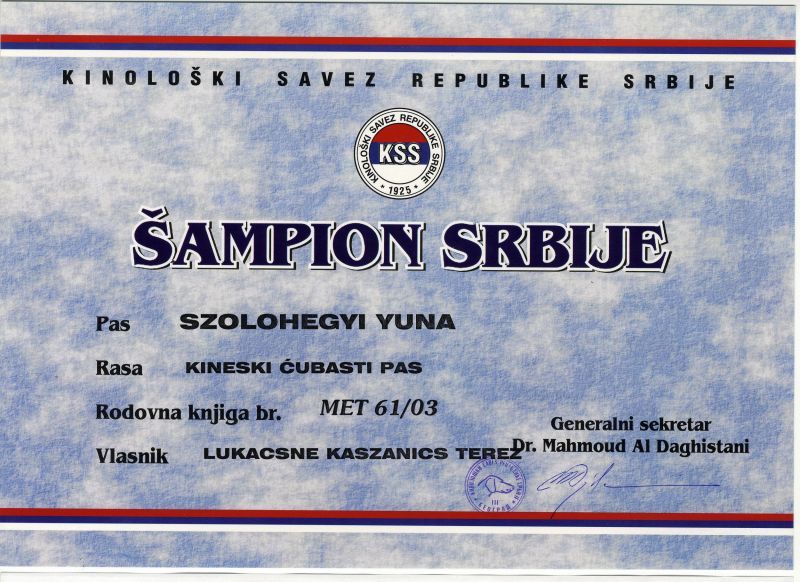 KINOLOŠKI SAVEZ REPUBLIKE SRBIJE
KINOLOŠKI SAVEZ REPUBLIKE SRBIJE
KSS
1925
ŠAMPION SRBIJE
Pas SZOLOHEGYI YUNA
Rasa KINESKI ĆUBASTI PAS
Rodovna knjiga br. MET 61/03
Generalni sekretar
Vlasnik LUKACSNE KASZANICS TEREZ
Dr. Mahmoud Al Daghistani
III